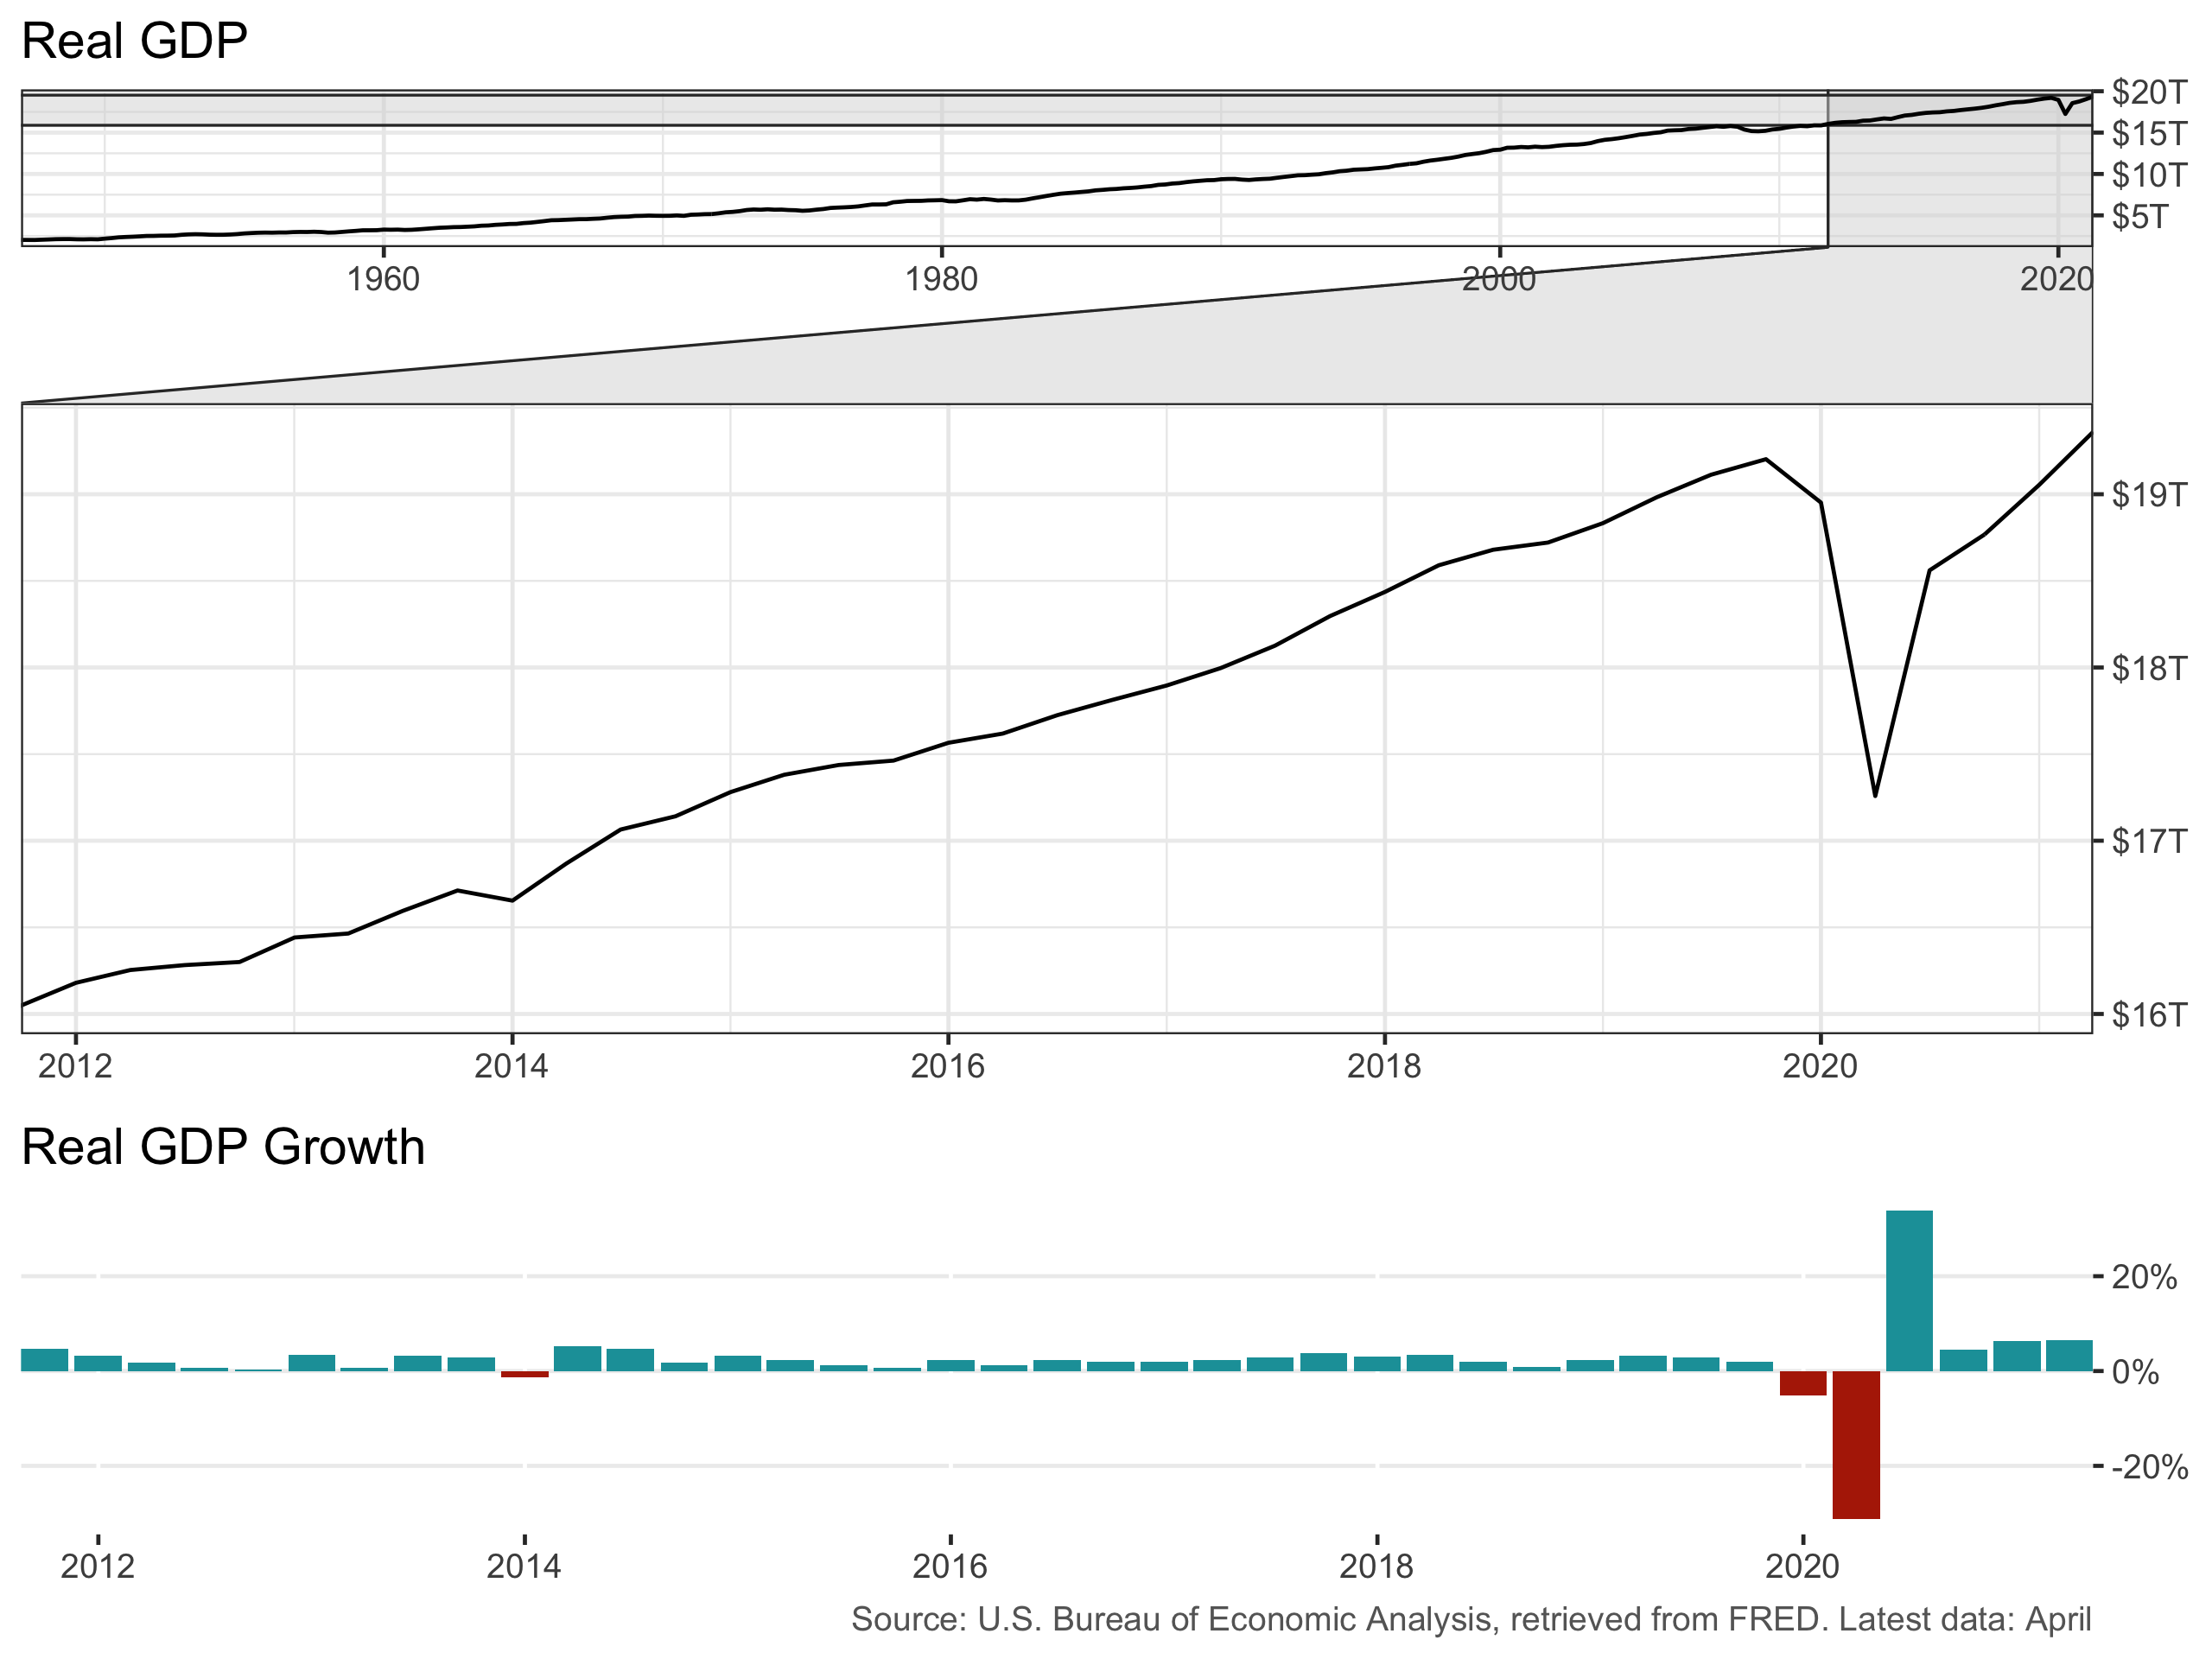 Real GDP
$20T
$15T
$10T
$5T
1960 1980 2000 2020
$19T
$18T
$17T
$16T
2012 2014 2016 2018 2020
Real GDP Growth
20%
0%
-20%
2012 2014 2016 2018 2020
Source: U.S. Bureau of Economic Analysis, retrieved from FRED. Latest data: April